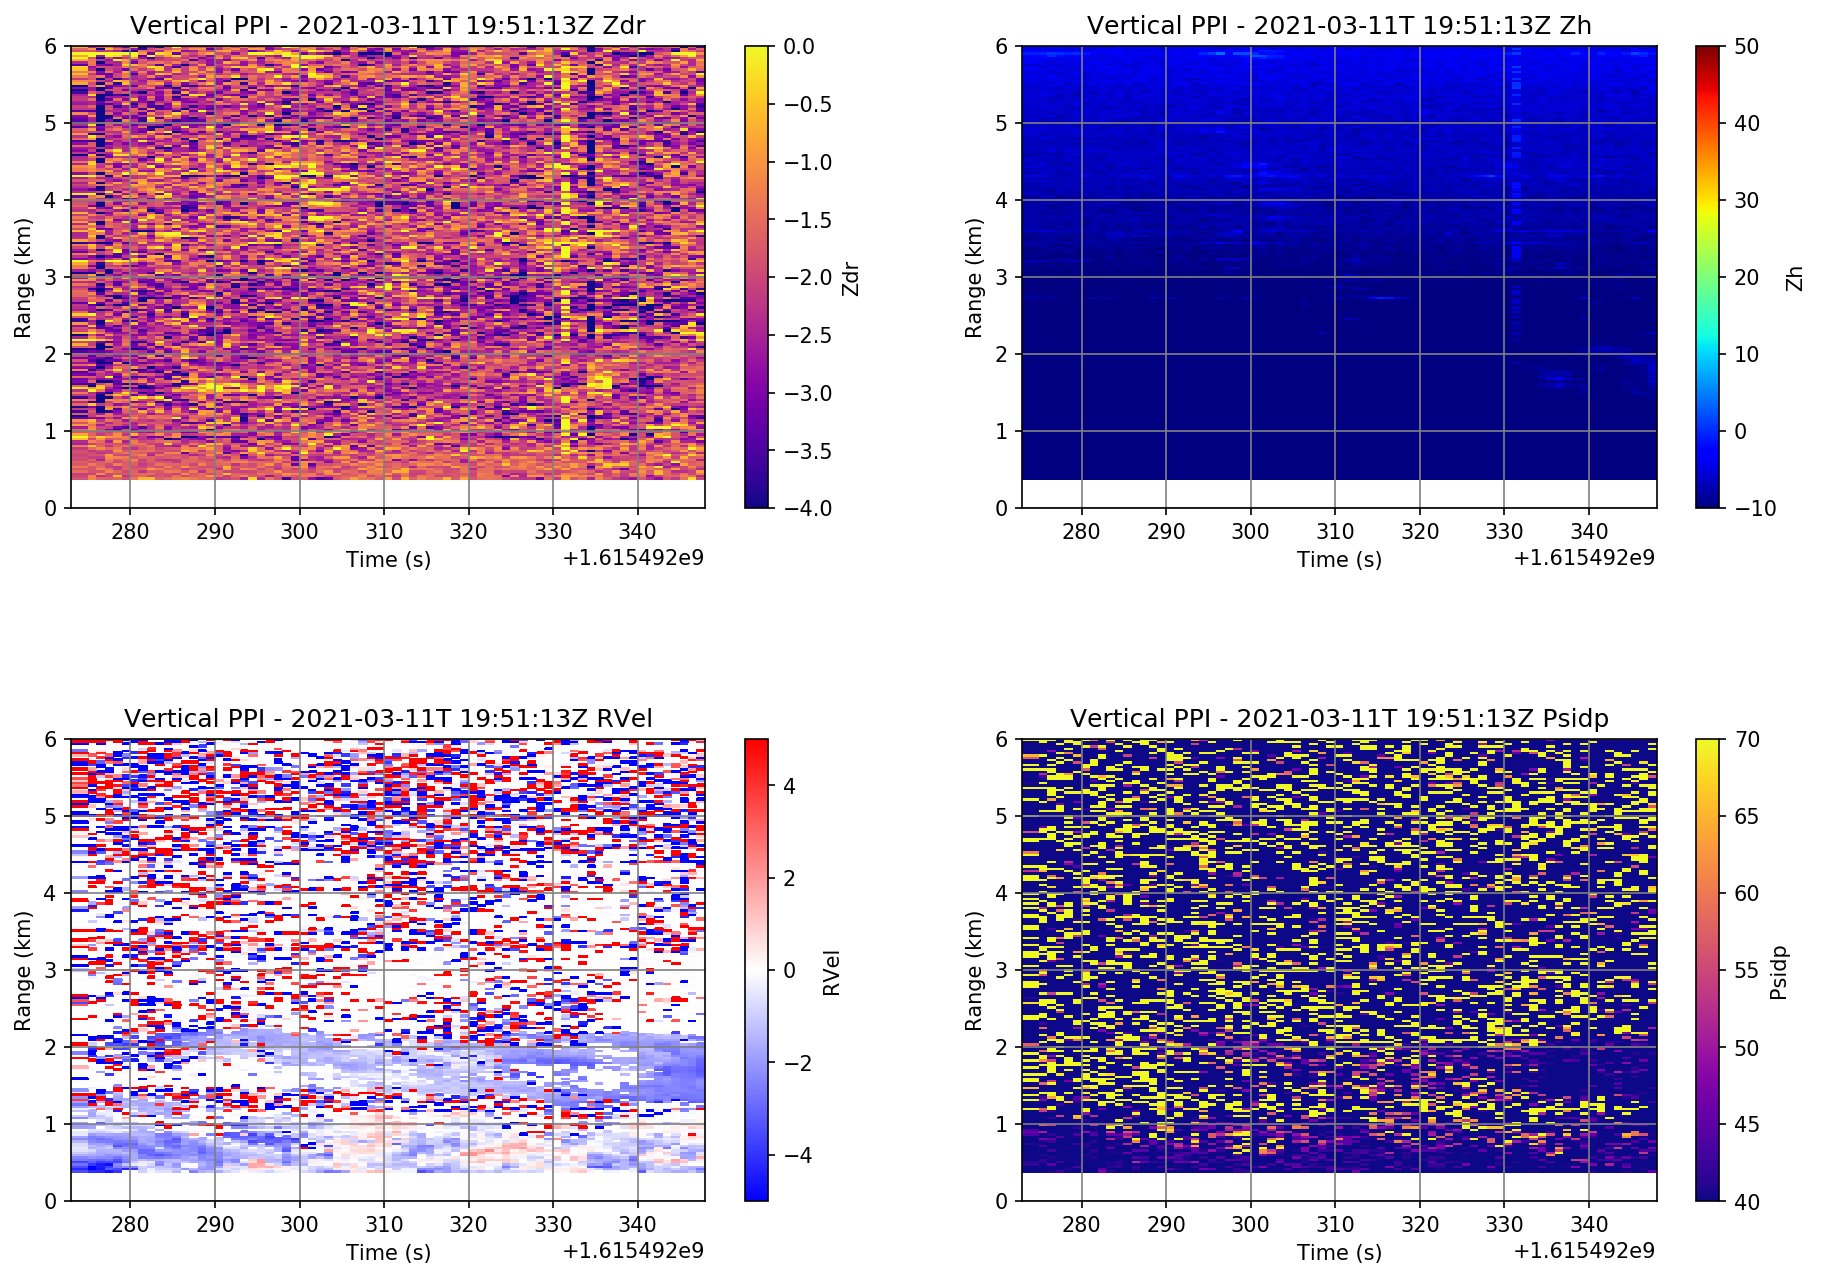 Vertical PPI - 2021-03-11T 19:51:13Z Zdr
6
5
4
3
2
1
0
Range (km)
280 290 300 310 320 330 340
Time (s)
+1.615492e9
0.0
−0.5
−1.0
−1.5
−2.0
−2.5
−3.0
−3.5
−4.0
Zdr
Vertical PPI - 2021-03-11T 19:51:13Z Zh
6
5
4
3
2
1
0
Range (km)
280 290 300 310 320 330 340
Time (s)
+1.615492e9
50
40
30
20
10
0
−10
Zh
Vertical PPI - 2021-03-11T 19:51:13Z RVel
6
5
4
3
2
1
0
Range (km)
280 290 300 310 320 330 340
Time (s)
+1.615492e9
4
2
0
−2
−4
RVel
Vertical PPI - 2021-03-11T 19:51:13Z Psidp
6
5
4
3
2
1
0
Range (km)
280 290 300 310 320 330 340
Time (s)
+1.615492e9
70
65
60
55
50
45
40
Psidp